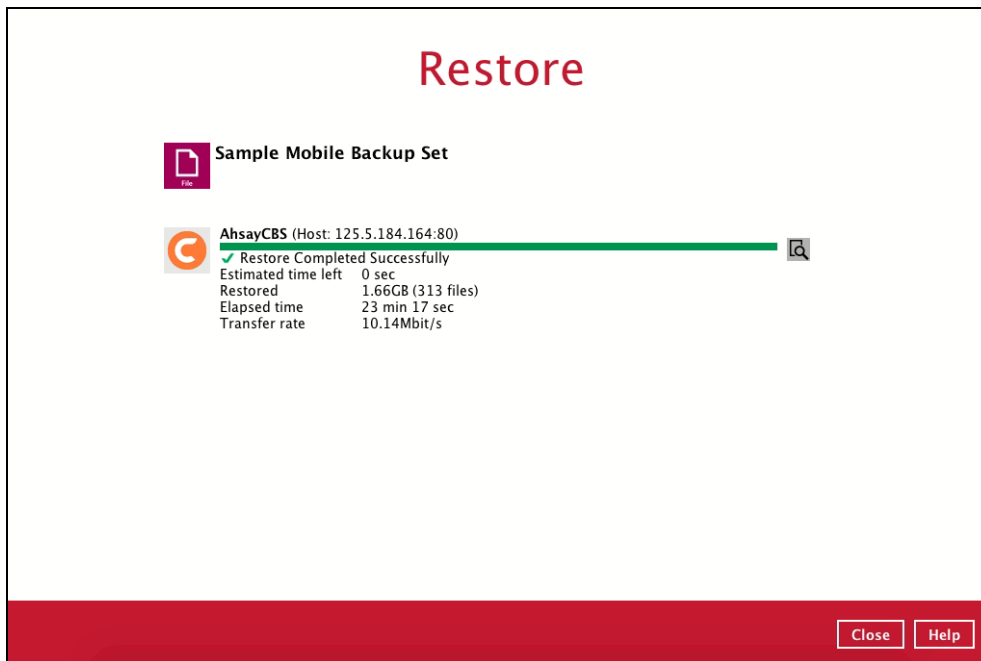 Restore
Sample Mobile Backup Set
File
AhsayCBS (Host: 125.5.184.164:80)
Restore Completed Successfully
Estimated time left 0 sec
Restored 1.66GB (313 files)
Elapsed time 23 min 17 sec
Transfer rate 10.14Mbit/s
Close Help